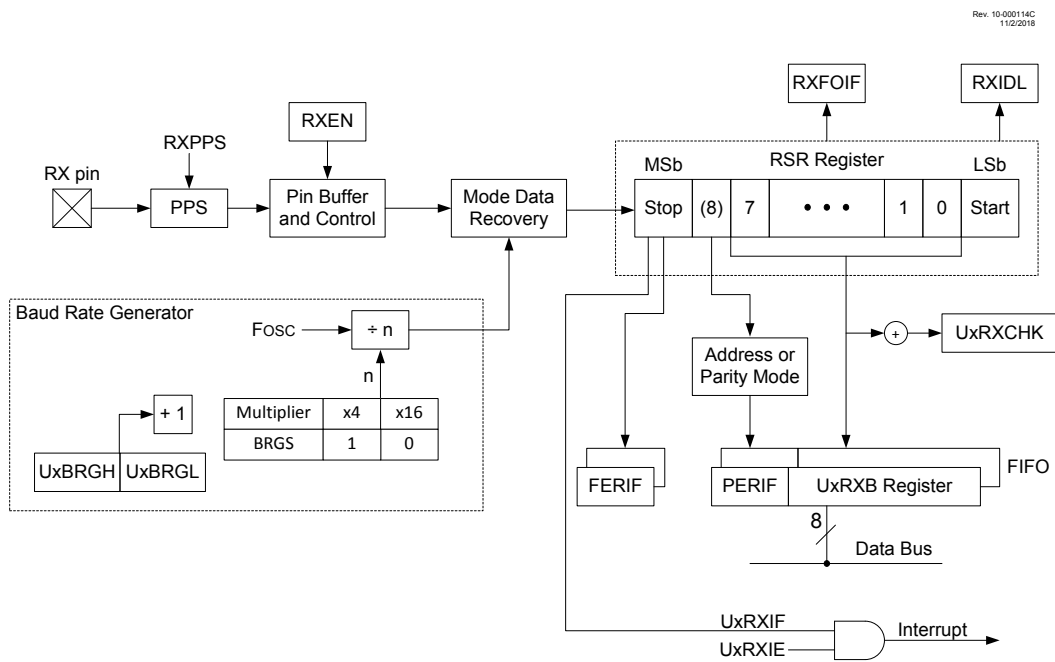 Rev. 10-000114C
11/2/2018
RXFOIF
RXIDL
RXEN
RXPPS
RX pin
PPS
Pin Buffer
and Control
Mode Data
Recovery
MSb
RSR Register
LSb
Stop
(8)
7
• • •
1
0
Start
Baud Rate Generator
FOSC
÷ n
n
+ 1
Multiplier x4 x16
BRGS 1 0
UxBRGH UxBRGL
Address or
Parity Mode
+
UxRXCHK
FIFO
FERIF
PERIF
UxRXB Register
8
Data Bus
UxRXIF
UxRXIE
Interrupt